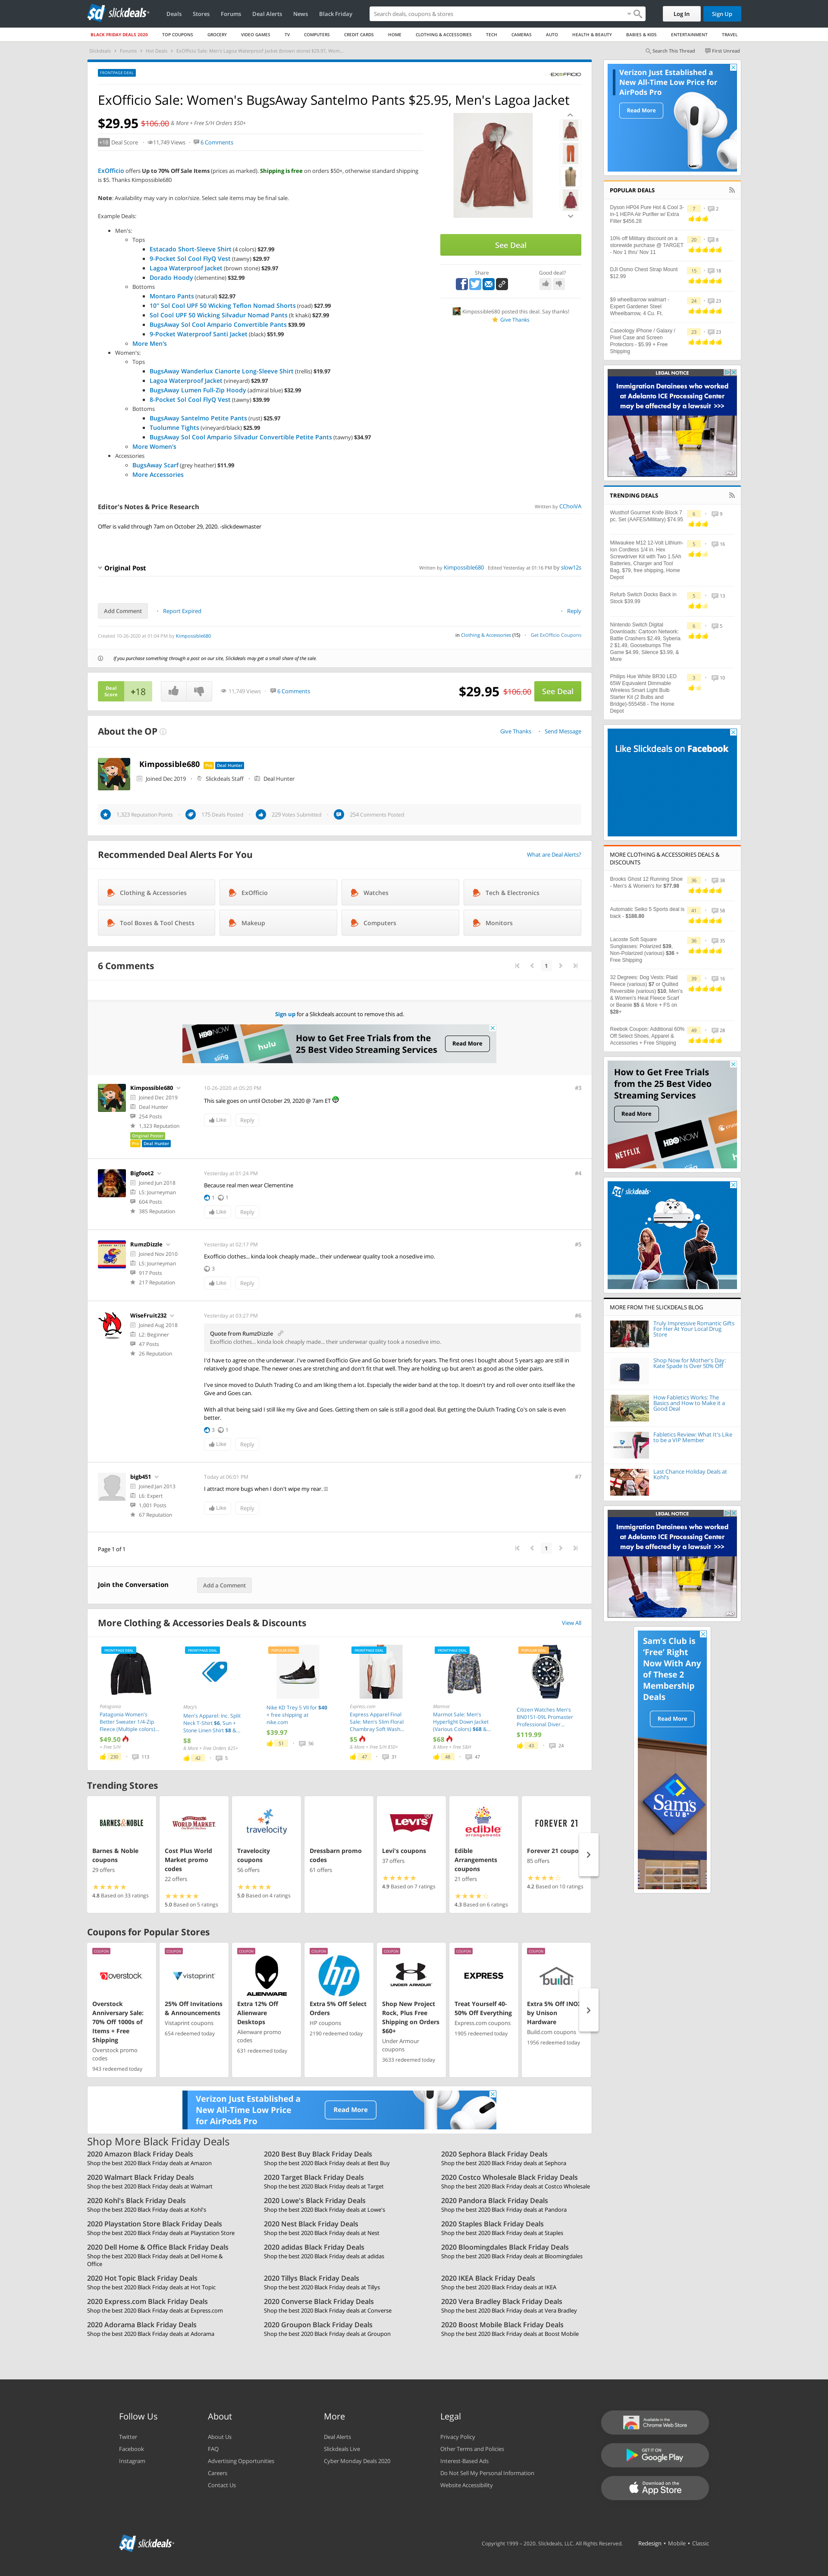 slickdeals
Deals Stores Forums Deal Alerts News Black Friday
Search deals, coupons & stores
Log In Sign Up
BLACK FRIDAY DEALS 2020 TOP COUPONS GROCERY VIDEO GAMES TV COMPUTERS CREDIT CARDS HOME CLOTHING & ACCESSORIES TECH CAMERAS AUTO HEALTH & BEAUTY BABIES & KIDS ENTERTAINMENT TRAVEL
Slickdeals Forums Hot Deals ExOfficio Sale: Men's Lagoa Waterproof Jacket (brown stone) $29.97, Wom...
Search This Thread First Unread
FRONTPAGE DEAL
EXOFFICIO
ExOfficio Sale: Women's BugsAway Santelmo Pants $25.95, Men's Lagoa Jacket
$29.95 $106.00 & More + Free S/H Orders $50+
+18 Deal Score 11,749 Views 6 Comments
ExOfficio offers Up to 70% Off Sale Items (prices as marked). Shipping is free on orders $50+, otherwise standard shipping
is $5. Thanks Kimpossible680
Note: Availability may vary in color/size. Select sale items may be final sale.
Example Deals:
Men's:
Tops
Estacado Short-Sleeve Shirt (4 colors) $27.99
9-Pocket Sol Cool FlyQ Vest (tawny) $29.97
Lagoa Waterproof Jacket (brown stone) $29.97
Dorado Hoody (clementine) $32.99
Bottoms
Montaro Pants (natural) $22.97
10" Sol Cool UPF 50 Wicking Teflon Nomad Shorts (road) $27.99
Sol Cool UPF 50 Wicking Silvadur Nomad Pants (lt khaki) $27.99
BugsAway Sol Cool Ampario Convertible Pants $39.99
9-Pocket Waterproof Santi Jacket (black) $51.99
More Men's
Women's:
Tops
BugsAway Wanderlux Cianorte Long-Sleeve Shirt (trellis) $19.97
Lagoa Waterproof Jacket (vineyard) $29.97
BugsAway Lumen Full-Zip Hoody (admiral blue) $32.99
8-Pocket Sol Cool FlyQ Vest (tawny) $39.99
Bottoms
BugsAway Santelmo Petite Pants (rust) $25.97
Tuolumne Tights (vineyard/black) $25.99
BugsAway Sol Cool Ampario Silvadur Convertible Petite Pants (tawny) $34.97
More Women's
Accessories
BugsAway Scarf (grey heather) $11.99
More Accessories
See Deal
Share Good deal?
Kimpossible680 posted this deal. Say thanks!
Give Thanks
Editor's Notes & Price Research Written by CChoiVA
Offer is valid through 7am on October 29, 2020. -slickdewmaster
Original Post Written by Kimpossible680 Edited Yesterday at 01:16 PM by slow12s
Add Comment Report Expired Reply
Created 10-26-2020 at 01:04 PM by Kimpossible680 in Clothing & Accessories (15) Get ExOfficio Coupons
If you purchase something through a post on our site, Slickdeals may get a small share of the sale.
Deal Score +18 11,749 Views 6 Comments $29.95 $106.00 See Deal
About the OP Give Thanks Send Message
Kimpossible680 Pro Deal Hunter
Joined Dec 2019 Slickdeals Staff Deal Hunter
1,323 Reputation Points 175 Deals Posted 229 Votes Submitted 254 Comments Posted
Recommended Deal Alerts For You What are Deal Alerts?
Clothing & Accessories ExOfficio Watches Tech & Electronics
Tool Boxes & Tool Chests Makeup Computers Monitors
6 Comments 1
Sign up for a Slickdeals account to remove this ad.
HBO NOW sling hulu
How to Get Free Trials from the
25 Best Video Streaming Services
Read More
Kimpossible680 10-26-2020 at 05:20 PM #3
Joined Dec 2019
Deal Hunter
254 Posts
1,323 Reputation
Original Poster
Pro Deal Hunter
This sale goes on until October 29, 2020 @ 7am ET
Like Reply
Bigfoot2 Yesterday at 01:24 PM #4
Joined Jun 2018
L5: Journeyman
604 Posts
385 Reputation
Because real men wear Clementine
1 1
Like Reply
RumzDizzle Yesterday at 02:17 PM #5
Joined Nov 2010
L5: Journeyman
917 Posts
217 Reputation
Exofficio clothes... kinda look cheaply made... their underwear quality took a nosedive imo.
3
Like Reply
WiseFruit232 Yesterday at 03:27 PM #6
Joined Aug 2018
L2: Beginner
47 Posts
26 Reputation
Quote from RumzDizzle
Exofficio clothes... kinda look cheaply made... their underwear quality took a nosedive imo.
I'd have to agree on the underwear. I've owned Exofficio Give and Go boxer briefs for years. The first ones I bought about 5 years ago are still in
relatively good shape. The newer ones are stretching and don't fit that well. They are holding up but aren't as good as the older pairs.
I've since moved to Duluth Trading Co and am liking them a lot. Especially the wider band at the top. It doesn't try and roll over onto itself like the
Give and Goes can.
With all that being said I still like my Give and Goes. Getting them on sale is still a good deal. But getting the Duluth Trading Co's on sale is even
better.
3 1
Like Reply
bigb451 Today at 06:01 PM #7
Joined Jan 2013
L6: Expert
1,001 Posts
67 Reputation
I attract more bugs when I don't wipe my rear.
Like Reply
Page 1 of 1 1
Join the Conversation Add a Comment
More Clothing & Accessories Deals & Discounts View All
FRONTPAGE DEAL
Patagonia
Patagonia Women's
Better Sweater 1/4-Zip
Fleece (Multiple colors)...
$49.50
+ Free S/H
230 113
FRONTPAGE DEAL
Macy's
Men's Apparel: Inc. Split
Neck T-Shirt $6, Sun +
Stone Linen Shirt $8 &...
$8
& More + Free Orders $25+
42 5
POPULAR DEAL
Nike KD Trey 5 VII for $40
+ free shipping at
nike.com
$39.97
51 56
FRONTPAGE DEAL
Express.com
Express Apparel Final
Sale: Men's Slim Floral
Chambray Soft Wash...
$5
& More + Free S/H $50+
47 31
FRONTPAGE DEAL
Marmot
Marmot Sale: Men's
Hyperlight Down Jacket
(Various Colors) $68 &...
$68
& More + Free S&H
48 47
POPULAR DEAL
Citizen Watches Men's
BN0151-09L Promaster
Professional Diver...
$119.99
43 24
Trending Stores
BARNES&NOBLE
Barnes & Noble
coupons
29 offers
4.8 Based on 33 ratings
WORLD MARKET
Cost Plus World
Market promo
codes
22 offers
5.0 Based on 5 ratings
travelocity
Travelocity
coupons
56 offers
5.0 Based on 4 ratings
Dressbarn promo
codes
61 offers
LEVI'S
Levi's coupons
37 offers
4.9 Based on 7 ratings
edible
arrangements
Edible
Arrangements
coupons
21 offers
4.3 Based on 6 ratings
FOREVER 21
Forever 21 coupo
85 offers
4.2 Based on 10 ratings
Coupons for Popular Stores
COUPON
overstock
Overstock
Anniversary Sale:
70% Off 1000s of
Items + Free
Shipping
Overstock promo
codes
943 redeemed today
COUPON
vistaprint
25% Off Invitations
& Announcements
Vistaprint coupons
654 redeemed today
COUPON
ALIENWARE
Extra 12% Off
Alienware
Desktops
Alienware promo
codes
631 redeemed today
COUPON
hp
Extra 5% Off Select
Orders
HP coupons
2190 redeemed today
COUPON
UNDER ARMOUR
Shop New Project
Rock, Plus Free
Shipping on Orders
$60+
Under Armour
coupons
3633 redeemed today
COUPON
EXPRESS
Treat Yourself 40-
50% Off Everything
Express.com coupons
1905 redeemed today
COUPON
build
Extra 5% Off INOX
by Unison
Hardware
Build.com coupons
1956 redeemed today
Verizon Just Established a
New All-Time Low Price
for AirPods Pro
Read More
Shop More Black Friday Deals
2020 Amazon Black Friday Deals 2020 Best Buy Black Friday Deals 2020 Sephora Black Friday Deals
Shop the best 2020 Black Friday deals at Amazon Shop the best 2020 Black Friday deals at Best Buy Shop the best 2020 Black Friday deals at Sephora
2020 Walmart Black Friday Deals 2020 Target Black Friday Deals 2020 Costco Wholesale Black Friday Deals
Shop the best 2020 Black Friday deals at Walmart Shop the best 2020 Black Friday deals at Target Shop the best 2020 Black Friday deals at Costco Wholesale
2020 Kohl's Black Friday Deals 2020 Lowe's Black Friday Deals 2020 Pandora Black Friday Deals
Shop the best 2020 Black Friday deals at Kohl's Shop the best 2020 Black Friday deals at Lowe's Shop the best 2020 Black Friday deals at Pandora
2020 Playstation Store Black Friday Deals 2020 Nest Black Friday Deals 2020 Staples Black Friday Deals
Shop the best 2020 Black Friday deals at Playstation Store Shop the best 2020 Black Friday deals at Nest Shop the best 2020 Black Friday deals at Staples
2020 Dell Home & Office Black Friday Deals 2020 adidas Black Friday Deals 2020 Bloomingdales Black Friday Deals
Shop the best 2020 Black Friday deals at Dell Home & Shop the best 2020 Black Friday deals at adidas Shop the best 2020 Black Friday deals at Bloomingdales
Office
2020 Hot Topic Black Friday Deals 2020 Tillys Black Friday Deals 2020 IKEA Black Friday Deals
Shop the best 2020 Black Friday deals at Hot Topic Shop the best 2020 Black Friday deals at Tillys Shop the best 2020 Black Friday deals at IKEA
2020 Express.com Black Friday Deals 2020 Converse Black Friday Deals 2020 Vera Bradley Black Friday Deals
Shop the best 2020 Black Friday deals at Express.com Shop the best 2020 Black Friday deals at Converse Shop the best 2020 Black Friday deals at Vera Bradley
2020 Adorama Black Friday Deals 2020 Groupon Black Friday Deals 2020 Boost Mobile Black Friday Deals
Shop the best 2020 Black Friday deals at Adorama Shop the best 2020 Black Friday deals at Groupon Shop the best 2020 Black Friday deals at Boost Mobile
Verizon Just Established a
New All-Time Low Price for
AirPods Pro
Read More
POPULAR DEALS
Dyson HP04 Pure Hot & Cool 3-
in-1 HEPA Air Purifier w/ Extra
Filter $456.28
7 2
10% off Military discount on a
storewide purchase @ TARGET
- Nov 1 thru' Nov 11
20 8
DJI Osmo Chest Strap Mount
$12.99
15 18
$9 wheelbarrow walmart -
Expert Gardener Steel
Wheelbarrow, 4 Cu. Ft.
24 23
Caseology iPhone / Galaxy /
Pixel Case and Screen
Protectors - $5.99 + Free
Shipping
23 23
LEGAL NOTICE
Immigration Detainees who worked
at Adelanto ICE Processing Center
may be affected by a lawsuit >>>
TRENDING DEALS
Wusthof Gourmet Knife Block 7
pc. Set (AAFES/Military) $74.95
6 9
Milwaukee M12 12-Volt Lithium-
Ion Cordless 1/4 in. Hex
Screwdriver Kit with Two 1.5Ah
Batteries, Charger and Tool
Bag, $78, free shipping, Home
Depot
5 16
Refurb Switch Docks Back in
Stock $39.99
5 13
Nintendo Switch Digital
Downloads: Cartoon Network:
Battle Crashers $2.49, Syberia
2 $1.49, Goosebumps The
Game $4.99, Silence $3.99, &
More
6 5
Philips Hue White BR30 LED
65W Equivalent Dimmable
Wireless Smart Light Bulb
Starter Kit (2 Bulbs and
Bridge)-555458 - The Home
Depot
3 10
Like Slickdeals on Facebook
MORE CLOTHING & ACCESSORIES DEALS &
DISCOUNTS
Brooks Ghost 12 Running Shoe
- Men's & Women's for $77.98
36 38
Automatic Seiko 5 Sports deal is
back - $188.80
41 58
Lacoste Soft Square
Sunglasses: Polarized $39,
Non-Polarized (various) $36 +
Free Shipping
36 35
32 Degrees: Dog Vests: Plaid
Fleece (various) $7 or Quilted
Reversible (various) $10, Men's
& Women's Heat Fleece Scarf
or Beanie $5 & More + FS on
$28+
39 16
Reebok Coupon: Additional 60%
Off Select Shoes, Apparel &
Accessories + Free Shipping
49 28
How to Get Free Trials
from the 25 Best Video
Streaming Services
Read More
NETFLIX HBO NOW
slickdeals
MORE FROM THE SLICKDEALS BLOG
Truly Impressive Romantic Gifts
For Her At Your Local Drug
Store
Shop Now for Mother's Day:
Kate Spade Is Over 50% Off
How Fabletics Works: The
Basics and How to Make it a
Good Deal
Fabletics Review: What It's Like
to be a VIP Member
Last Chance Holiday Deals at
Kohl's
LEGAL NOTICE
Immigration Detainees who worked
at Adelanto ICE Processing Center
may be affected by a lawsuit >>>
Sam's Club is
'Free' Right
Now With Any
of These 2
Membership
Deals
Read More
Sam's
CLUB
Follow Us About More Legal
Twitter About Us Deal Alerts Privacy Policy
Facebook FAQ Slickdeals Live Other Terms and Policies
Instagram Advertising Opportunities Cyber Monday Deals 2020 Interest-Based Ads
Careers Do Not Sell My Personal Information
Contact Us Website Accessibility
Available in the
Chrome Web Store
GET IT ON
Google Play
Download on the
App Store
slickdeals
Copyright 1999 – 2020. Slickdeals, LLC. All Rights Reserved. Redesign • Mobile • Classic